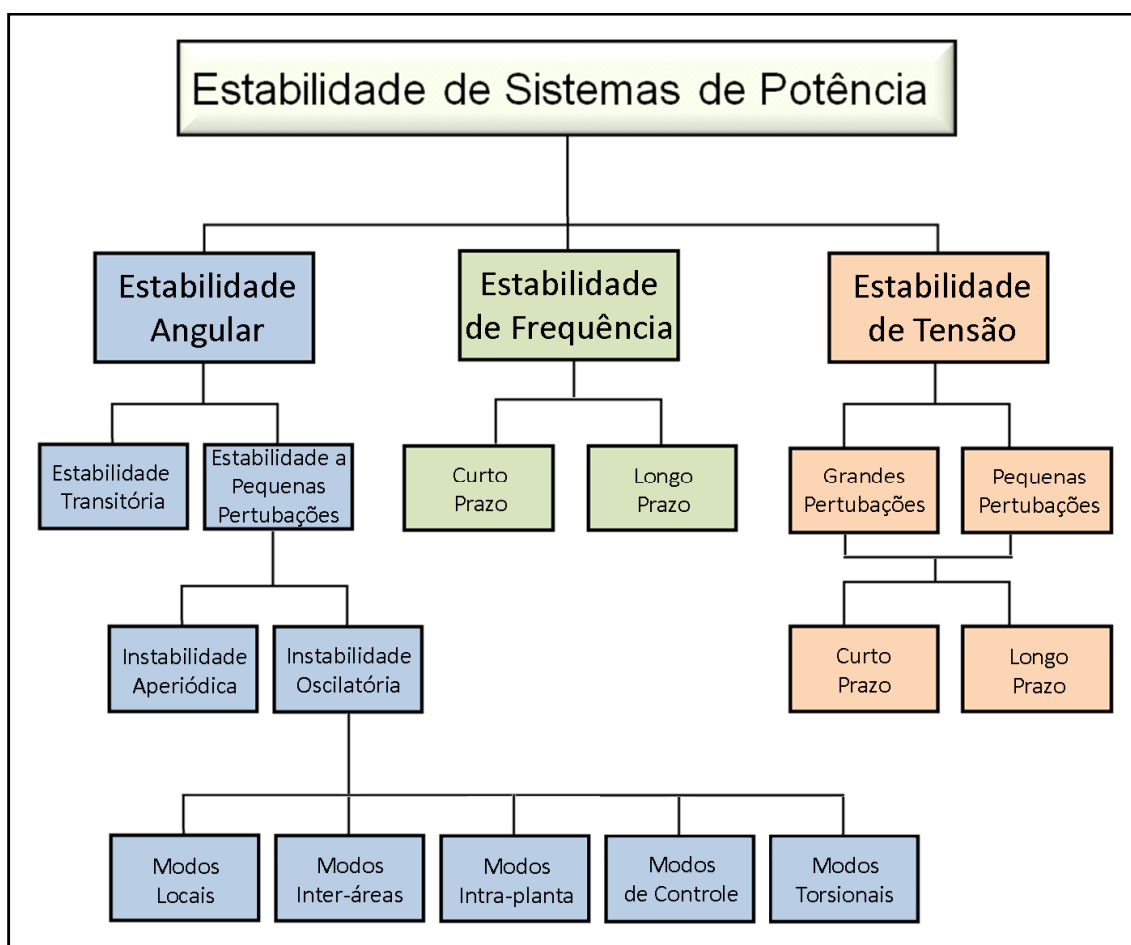 Estabilidade de Sistemas de Potência
Estabilidade
Angular
Estabilidade
de Frequência
Estabilidade
de Tensão
Estabilidade
Transitória
Estabilidade a
Pequenas
Pertubações
Curto
Prazo
Longo
Prazo
Grandes
Pertubações
Pequenas
Pertubações
Instabilidade
Aperiódica
Instabilidade
Oscilatória
Curto
Prazo
Longo
Prazo
Modos
Locais
Modos
Inter-áreas
Modos
Intra-planta
Modos
de Controle
Modos
Torsionais